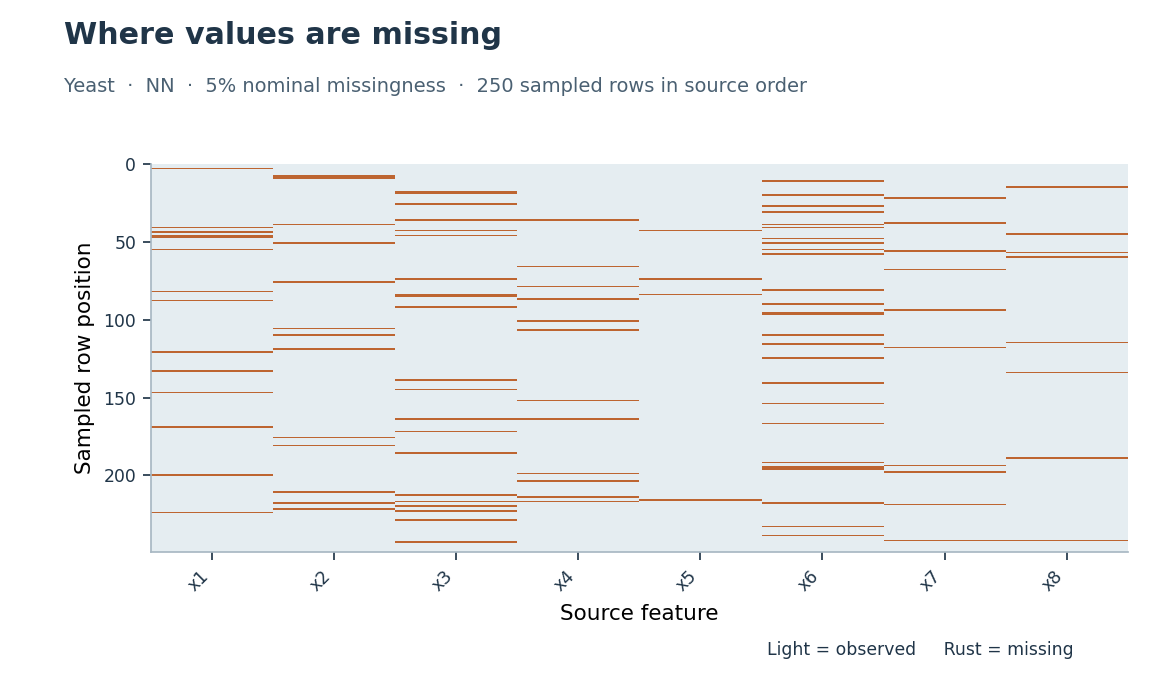 Where values are missing
Yeast · NN · 5% nominal missingness · 250 sampled rows in source order
0
50
100
150
200
Sampled row position
x1 x2 x3 x4 x5 x6 x7 x8
Source feature
Light = observed Rust = missing